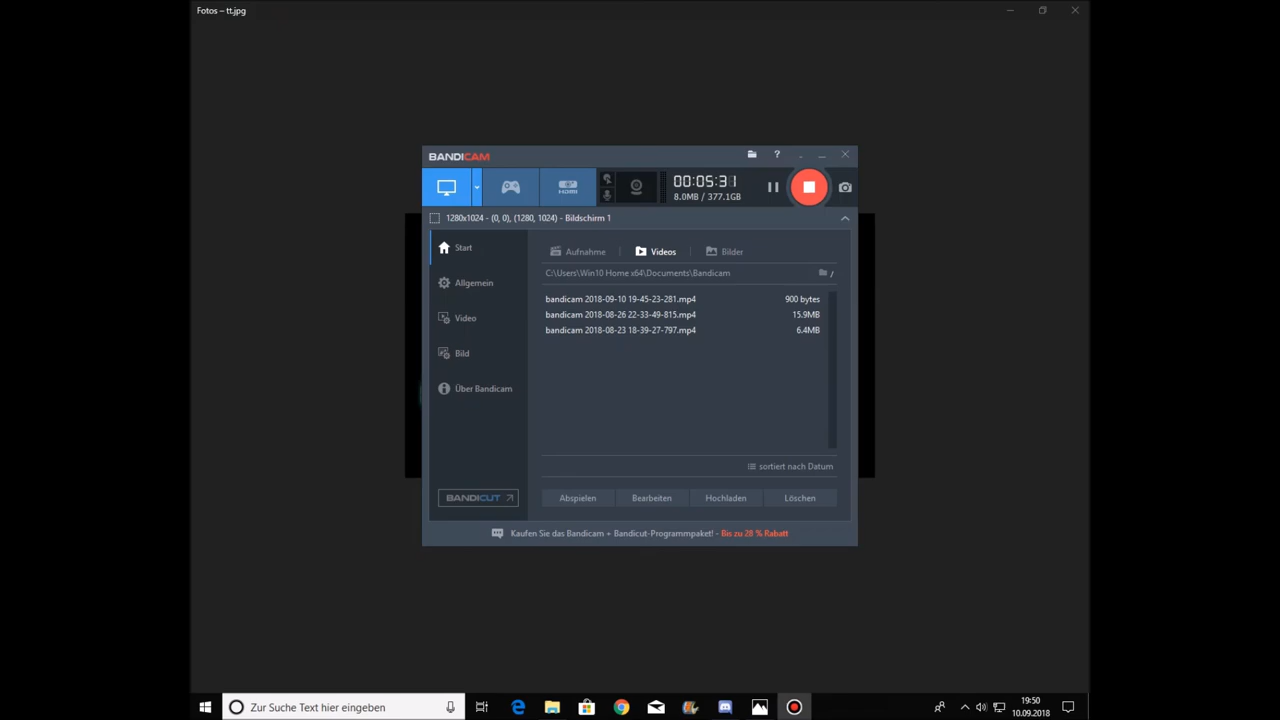 Fotos – tt.jpg
BANDICAM
?
HDMI
00:05:31
8.0MB / 377.1GB
1280x1024 - (0, 0), (1280, 1024) - Bildschirm 1
Start
Allgemein
Video
Bild
Über Bandicam
BANDICUT
Aufnahme
Videos
Bilder
C:\Users\Win10 Home x64\Documents\Bandicam
/
bandicam 2018-09-10 19-45-23-281.mp4 900 bytes
bandicam 2018-08-26 22-33-49-815.mp4 15.9MB
bandicam 2018-08-23 18-39-27-797.mp4 6.4MB
sortiert nach Datum
Abspielen Bearbeiten Hochladen Löschen
Kaufen Sie das Bandicam + Bandicut-Programmpaket! - Bis zu 28 % Rabatt
Zur Suche Text hier eingeben
19:50
10.09.2018